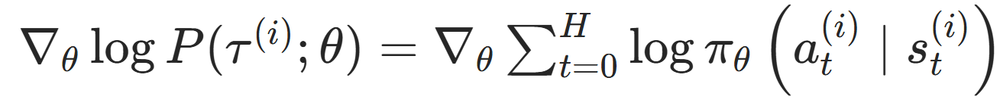 ∇_θ log P(τ^{(i)}; θ) = ∇_θ ∑_{t=0}^{H} log π_θ (a_t^{(i)} | s_t^{(i)})